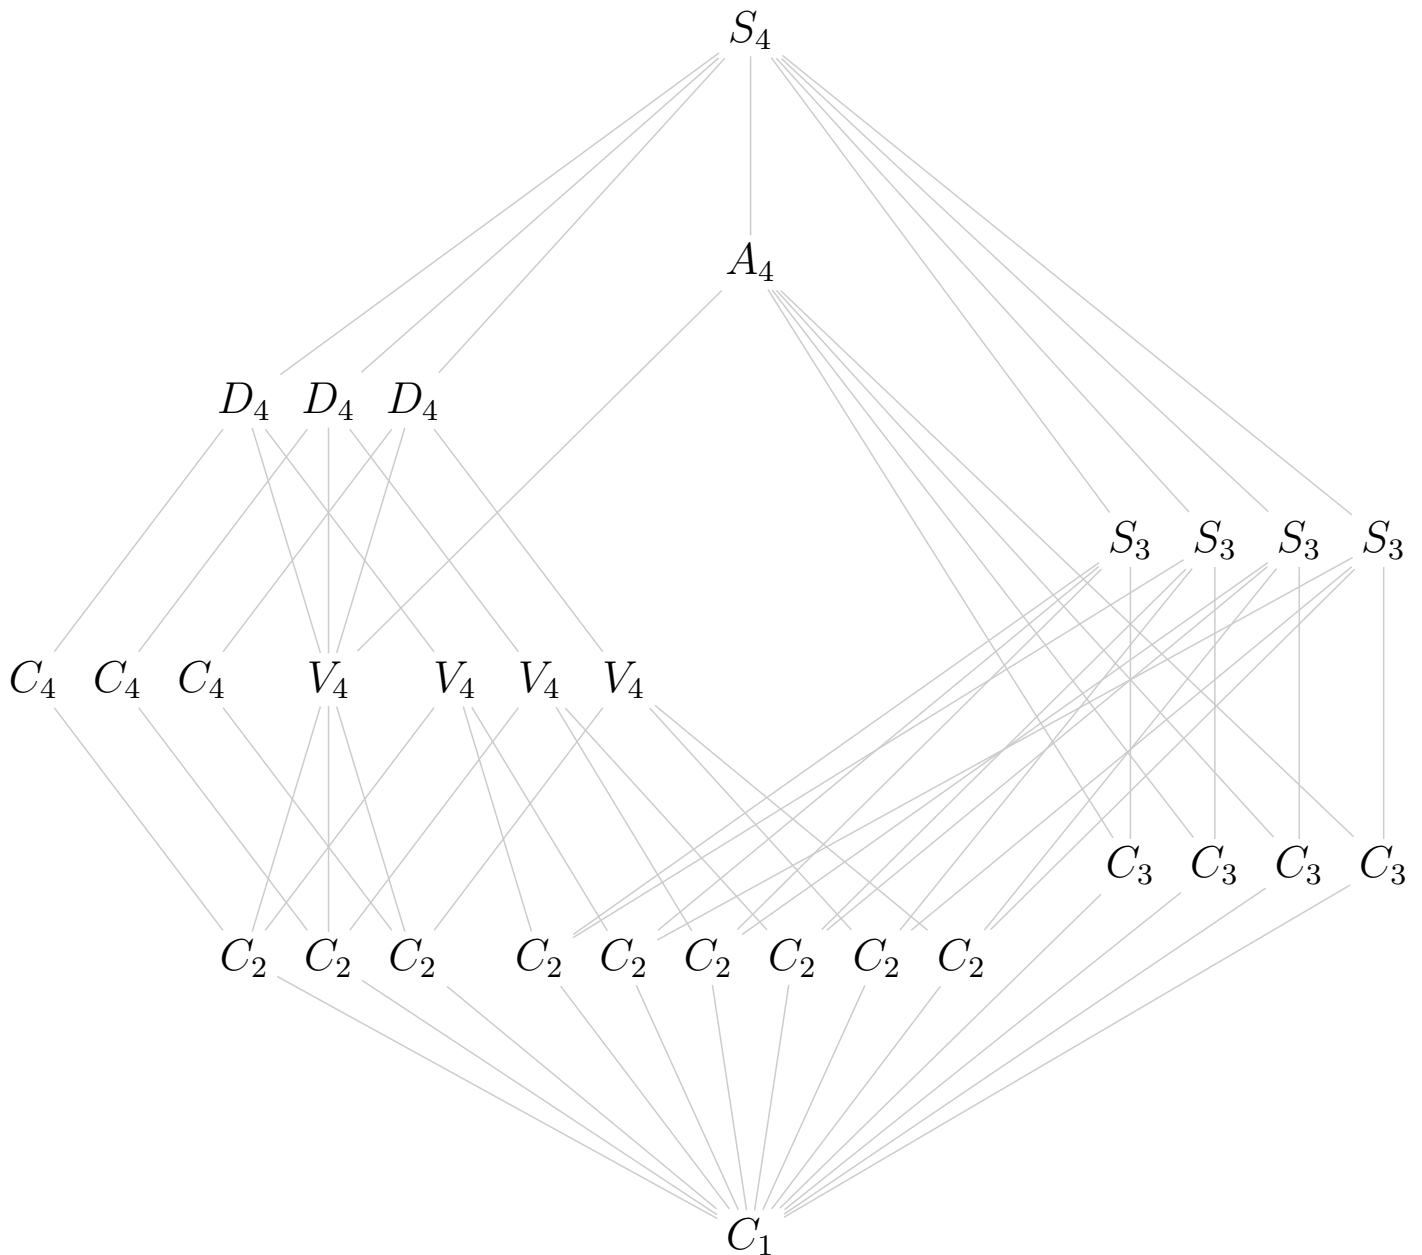 S₄
A₄
D₄ D₄ D₄
S₃ S₃ S₃ S₃
C₄ C₄ C₄ V₄ V₄ V₄ V₄
C₃ C₃ C₃ C₃
C₂ C₂ C₂ C₂ C₂ C₂ C₂ C₂ C₂
C₁